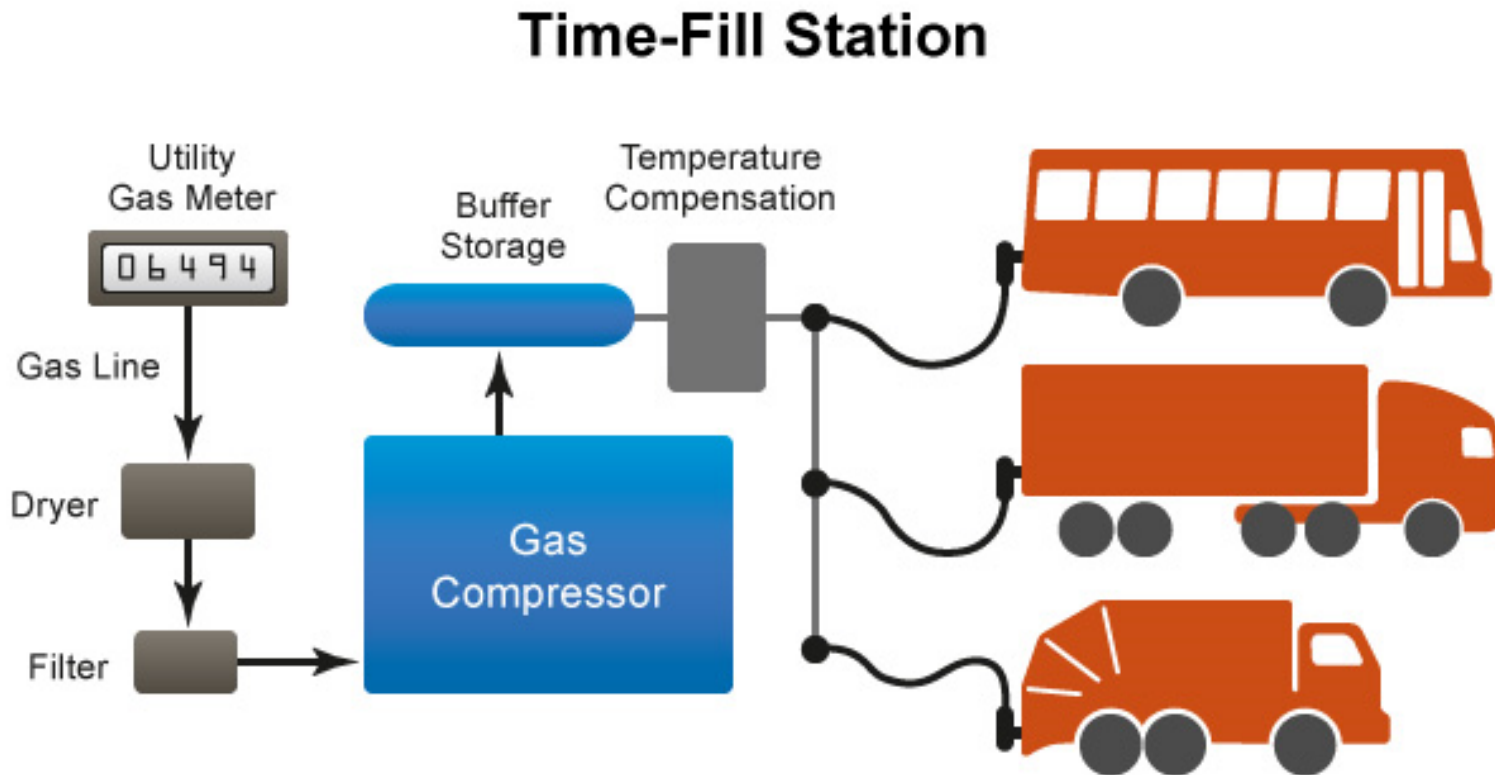 Time-Fill Station
Utility
Gas Meter
06494
Gas Line
Dryer
Filter
Buffer
Storage
Gas
Compressor
Temperature
Compensation